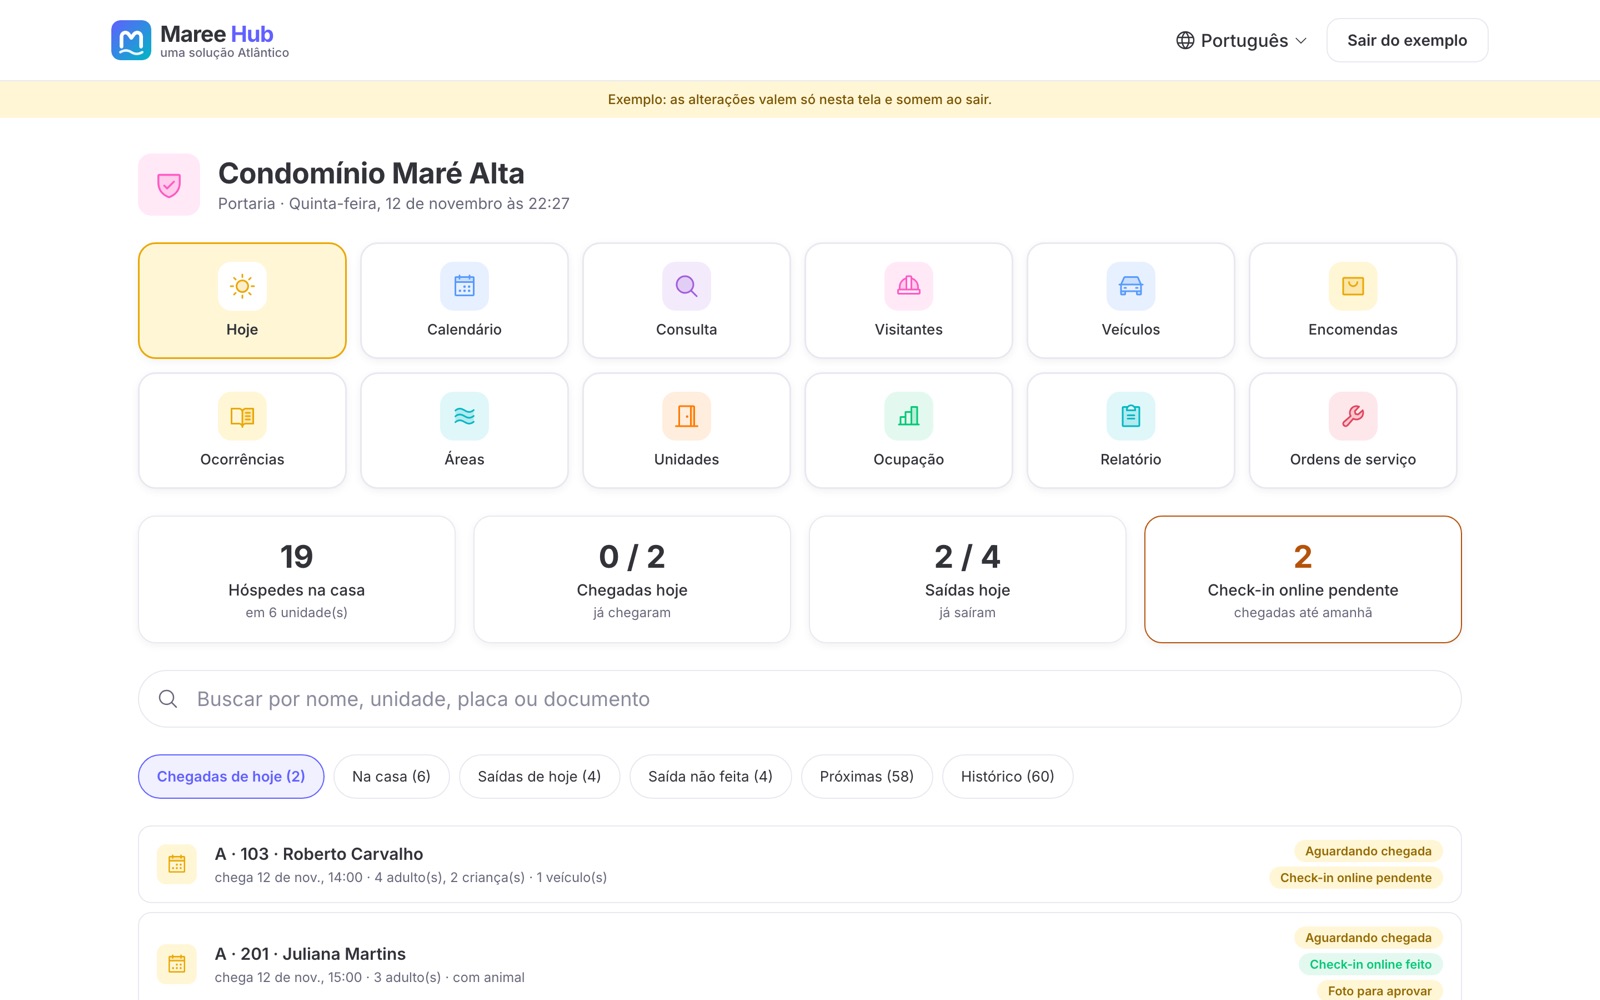 Maree Hub
uma solução Atlântico
Português
Sair do exemplo
Exemplo: as alterações valem só nesta tela e somem ao sair.
Condomínio Maré Alta
Portaria · Quinta-feira, 12 de novembro às 22:27
Hoje
Calendário
Consulta
Visitantes
Veículos
Encomendas
Ocorrências
Áreas
Unidades
Ocupação
Relatório
Ordens de serviço
19
Hóspedes na casa
em 6 unidade(s)
0 / 2
Chegadas hoje
já chegaram
2 / 4
Saídas hoje
já saíram
2
Check-in online pendente
chegadas até amanhã
Buscar por nome, unidade, placa ou documento
Chegadas de hoje (2)
Na casa (6)
Saídas de hoje (4)
Saída não feita (4)
Próximas (58)
Histórico (60)
A · 103 · Roberto Carvalho
chega 12 de nov., 14:00 · 4 adulto(s), 2 criança(s) · 1 veículo(s)
Aguardando chegada
Check-in online pendente
A · 201 · Juliana Martins
chega 12 de nov., 15:00 · 3 adulto(s) · com animal
Aguardando chegada
Check-in online feito
Foto para aprovar